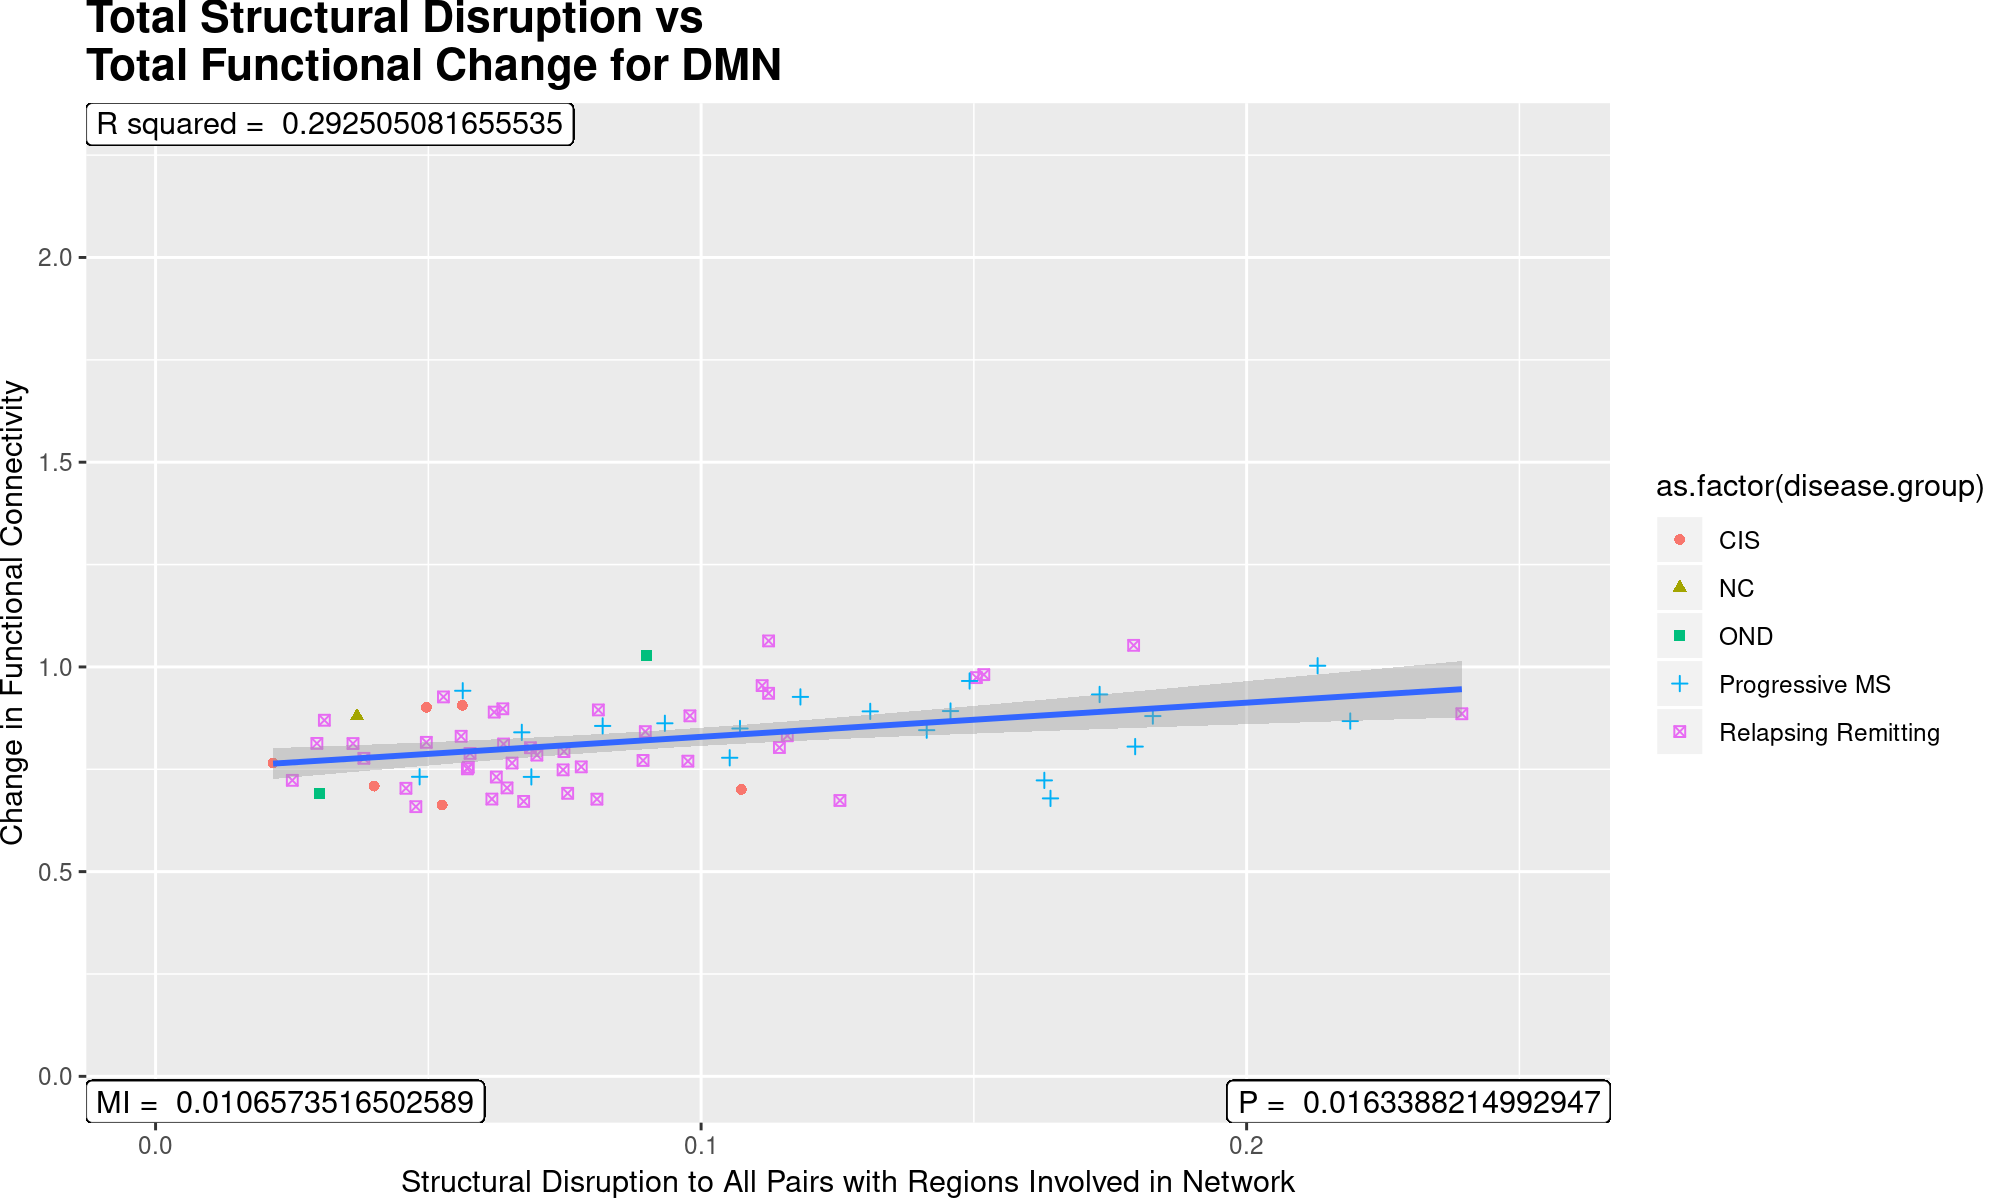 Total Structural Disruption vs
Total Functional Change for DMN
R squared =  0.292505081655535
Change in Functional Connectivity
2.0
1.5
1.0
0.5
0.0
MI =  0.0106573516502589
P =  0.0163388214992947
0.0
0.1
0.2
Structural Disruption to All Pairs with Regions Involved in Network
as.factor(disease.group)
CIS
NC
OND
Progressive MS
Relapsing Remitting